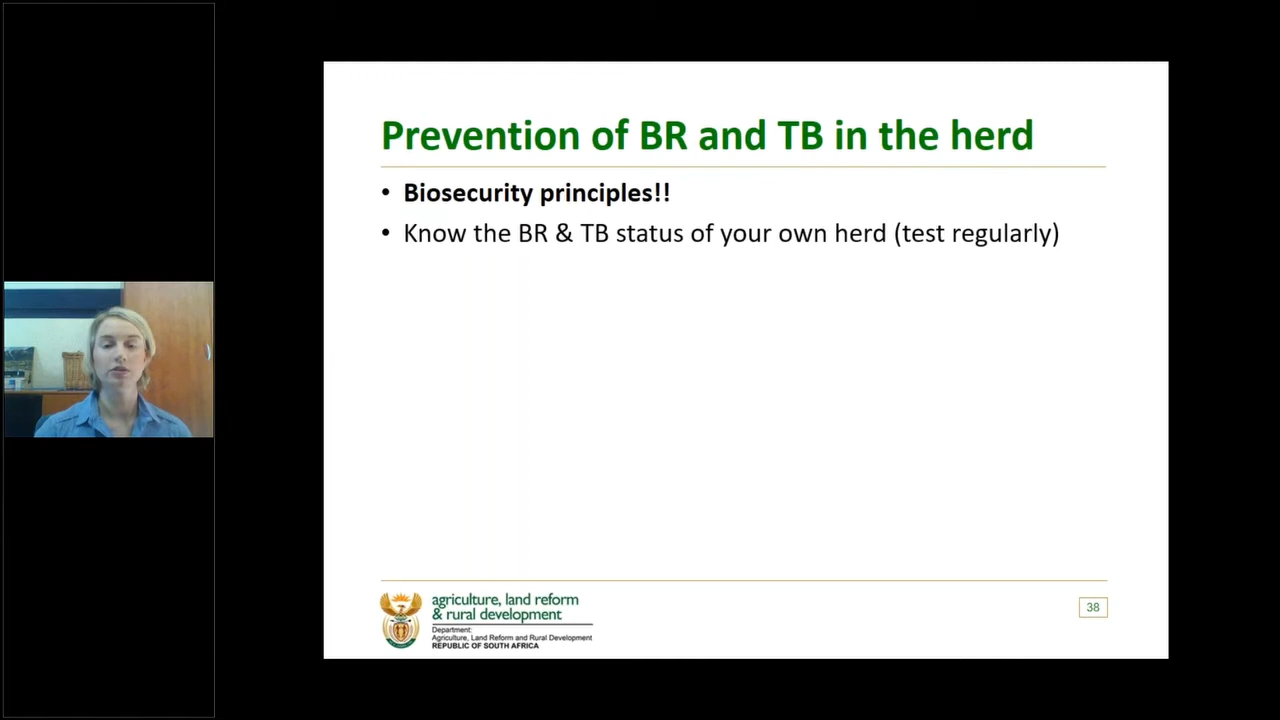 Prevention of BR and TB in the herd
• Biosecurity principles!!
• Know the BR & TB status of your own herd (test regularly)
agriculture, land reform
& rural development
Department:
Agriculture, Land Reform and Rural Development
REPUBLIC OF SOUTH AFRICA
38